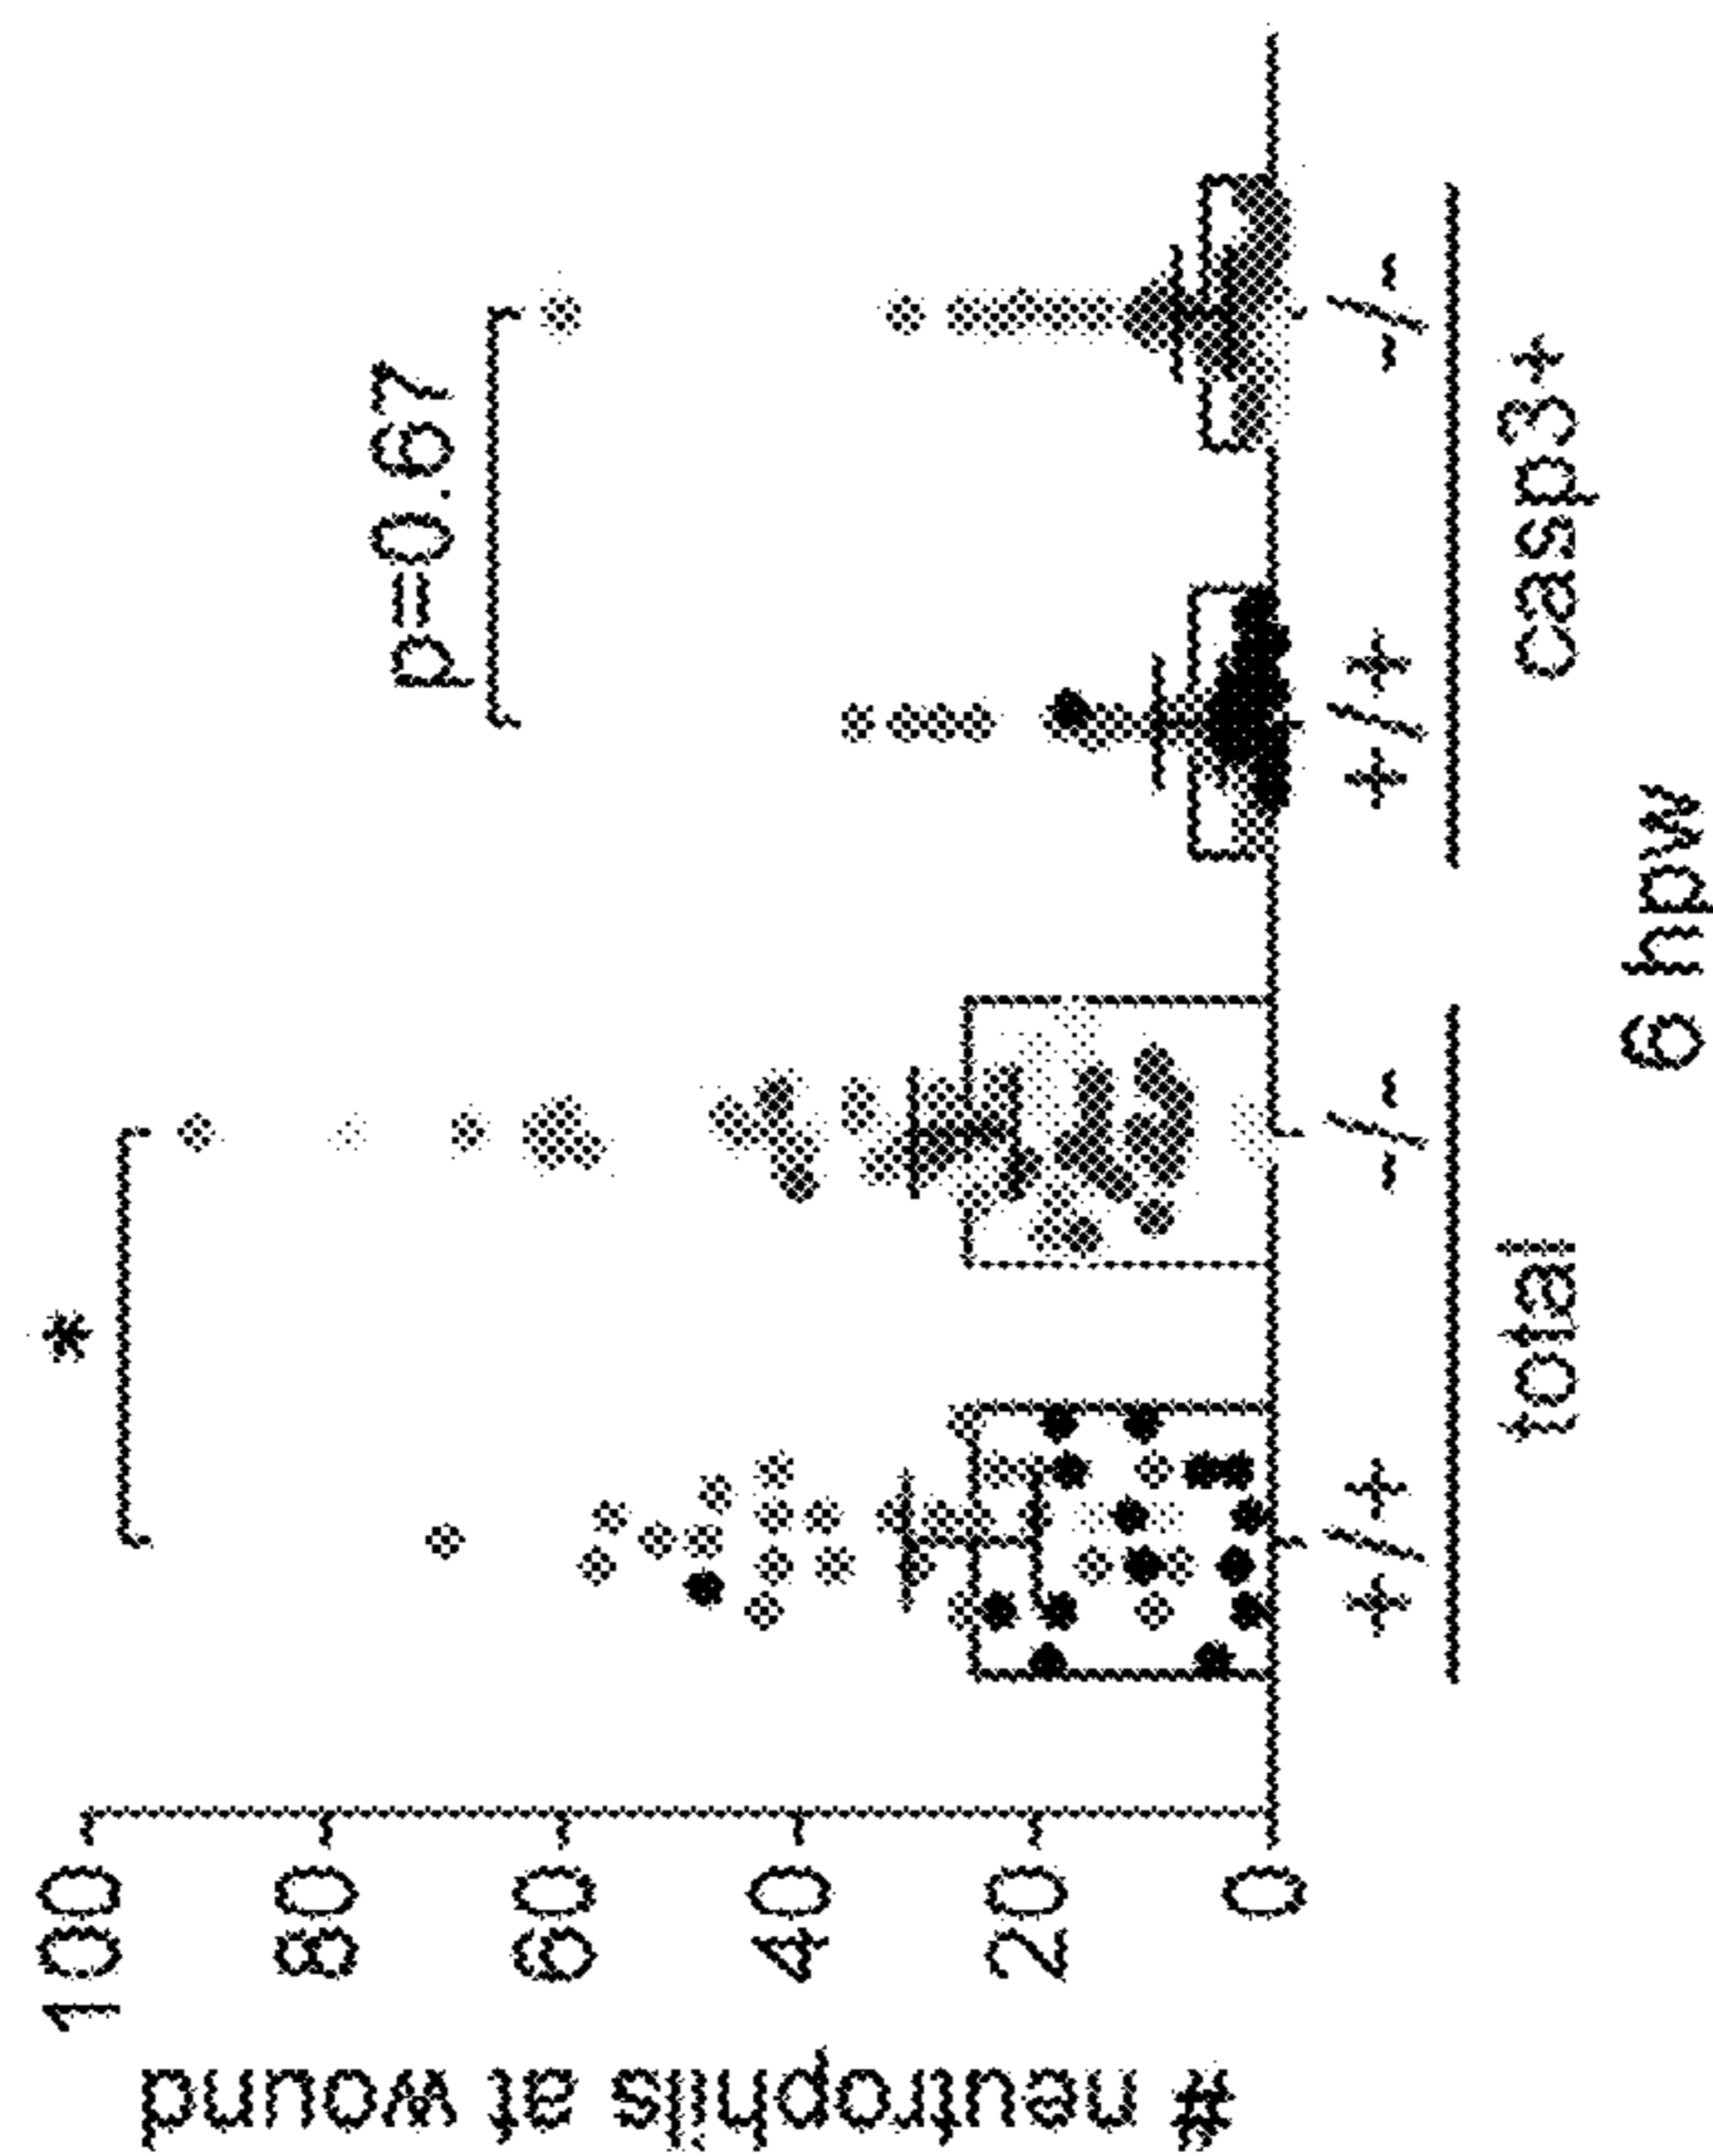 # neutrophils at wound
100
80
60
40
20
0
*
p=0.67
+/+
-/-
+/+
-/-
total
casp3+
6 hpw